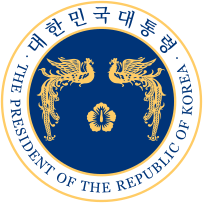 대한민국대통령
THE PRESIDENT OF THE REPUBLIC OF KOREA